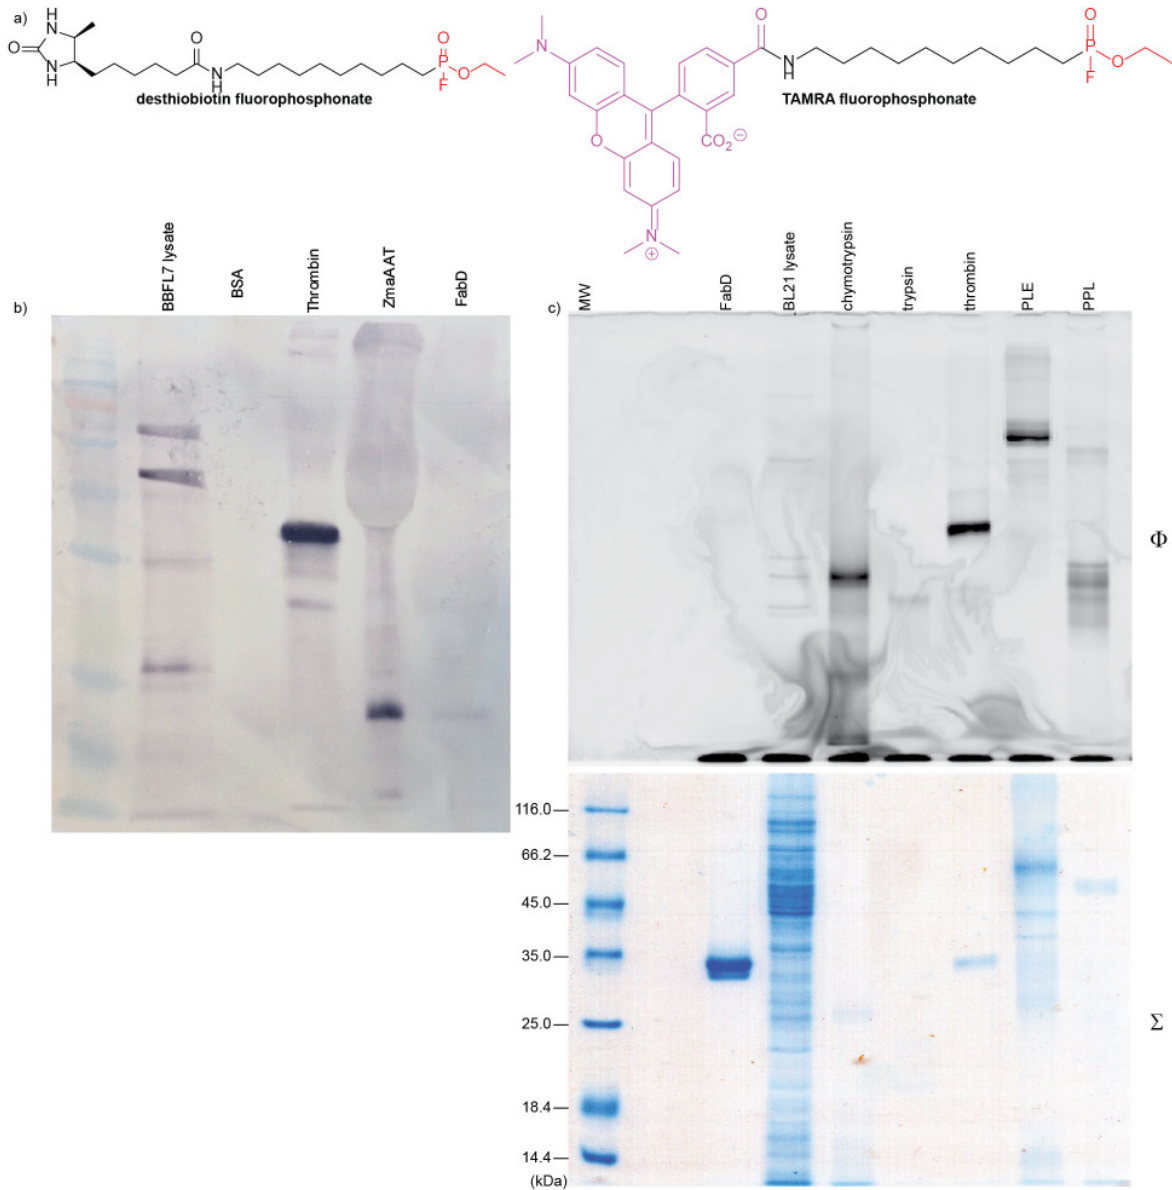 a)
H
N
O
N
H
O
N
H
O
P
O
F
desthiobiotin fluorophosphonate
N
O
N
H
O
P
O
F
TAMRA fluorophosphonate
CO2 ⊖
O
N
⊕
b)
BBFL7 lysate
BSA
Thrombin
ZmaAAT
FabD
c)
MW
FabD
BL21 lysate
chymotrypsin
trypsin
thrombin
PLE
PPL
Φ
116.0
66.2
45.0
35.0
25.0
18.4
14.4
(kDa)
Σ